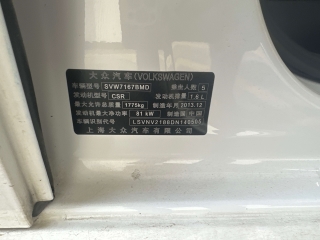 大众汽车(VOLKSWAGEN)
车辆型号 SVW7167BMD 乘坐人数 5
发动机型号 CSR 发动机排量 1.6 L
最大允许总质量 1775kg 制造年月 2013.12
发动机最大净功率 81 kW 制造国 中国
车辆识别代号
上海大众汽车有限公司